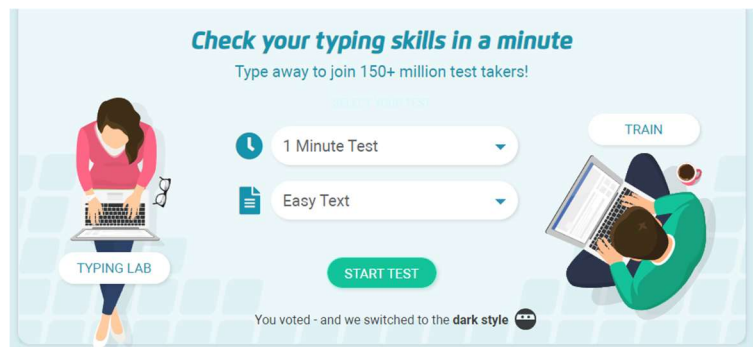 Check your typing skills in a minute
Type away to join 150+ million test takers!
TRAIN
1 Minute Test
Easy Text
TYPING LAB
START TEST
You voted - and we switched to the dark style